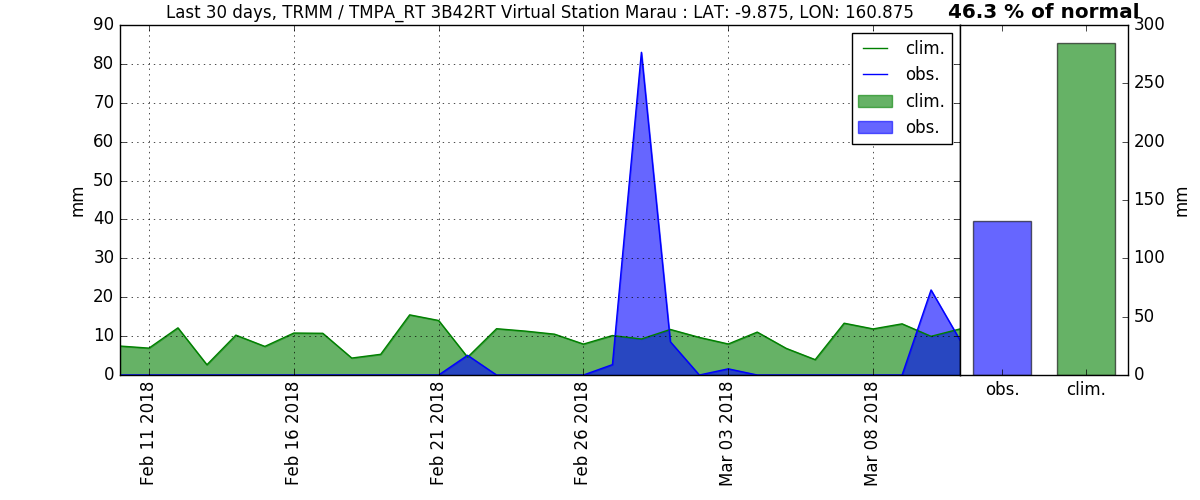 Last 30 days, TRMM / TMPA_RT 3B42RT Virtual Station Marau : LAT: -9.875, LON: 160.875
46.3 % of normal
90
80
70
60
50
40
30
20
10
0
mm
clim.
obs.
clim.
obs.
300
250
200
150
100
50
0
mm
obs.
clim.
Feb 11 2018
Feb 16 2018
Feb 21 2018
Feb 26 2018
Mar 03 2018
Mar 08 2018